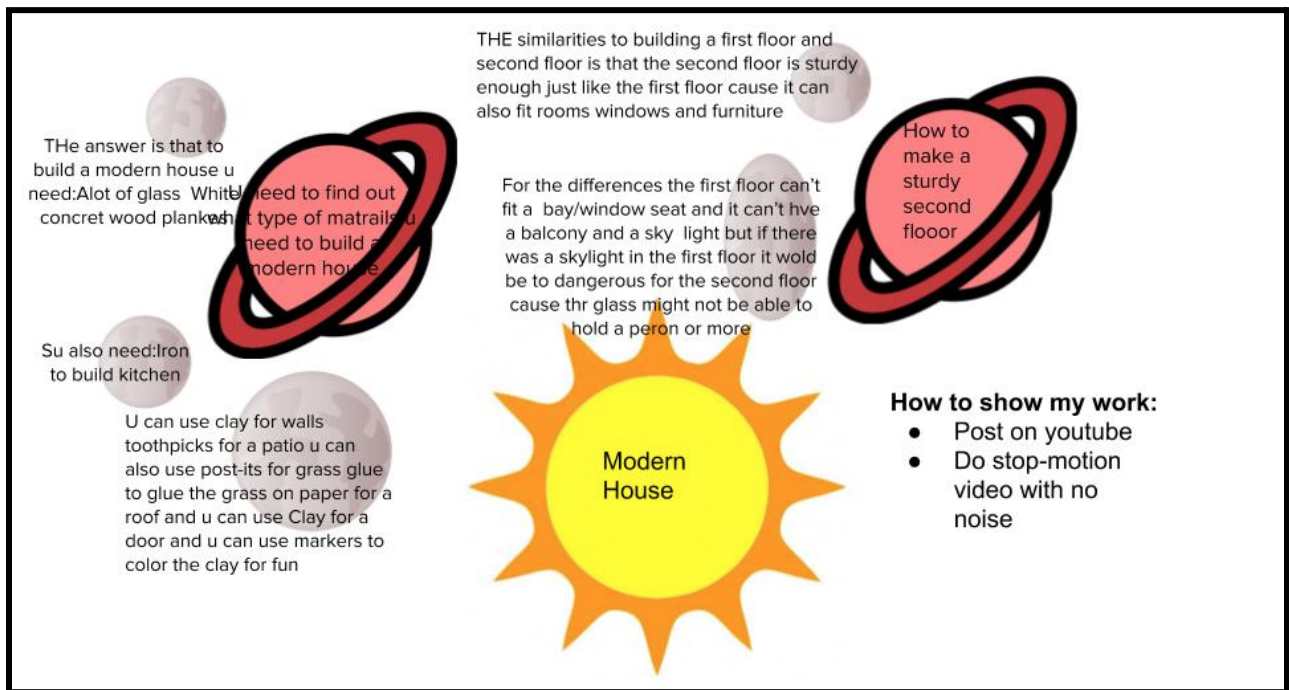 THe answer is that to
build a modern house u
need:Alot of glass White
concret wood plankes
U need to find out
what type of matrails u
need to build a
modern house
Su also need:Iron
to build kitchen
U can use clay for walls
toothpicks for a patio u can
also use post-its for grass glue
to glue the grass on paper for a
roof and u can use Clay for a
door and u can use markers to
color the clay for fun
THE similarities to building a first floor and
second floor is that the second floor is sturdy
enough just like the first floor cause it can
also fit rooms windows and furniture
For the differences the first floor can't
fit a bay/window seat and it can't hve
a balcony and a sky light but if there
was a skylight in the first floor it wold
be to dangerous for the second floor
cause thr glass might not be able to
hold a peron or more
How to
make a
sturdy
second
flooor
Modern
House
How to show my work:
● Post on youtube
● Do stop-motion
video with no
noise